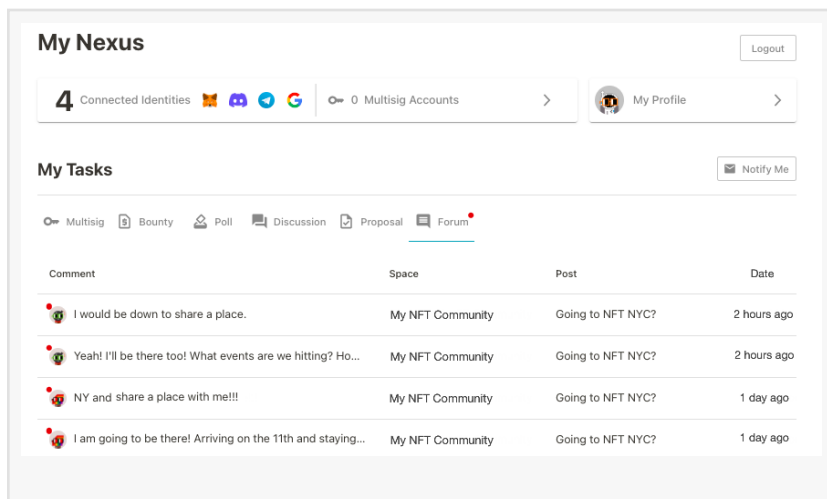 My Nexus
Logout
4 Connected Identities 0 Multisig Accounts
My Profile
My Tasks
Notify Me
Multisig Bounty Poll Discussion Proposal Forum
Comment Space Post Date
I would be down to share a place. My NFT Community Going to NFT NYC? 2 hours ago
Yeah! I'll be there too! What events are we hitting? Ho... My NFT Community Going to NFT NYC? 2 hours ago
NY and share a place with me!!! My NFT Community Going to NFT NYC? 1 day ago
I am going to be there! Arriving on the 11th and staying... My NFT Community Going to NFT NYC? 1 day ago